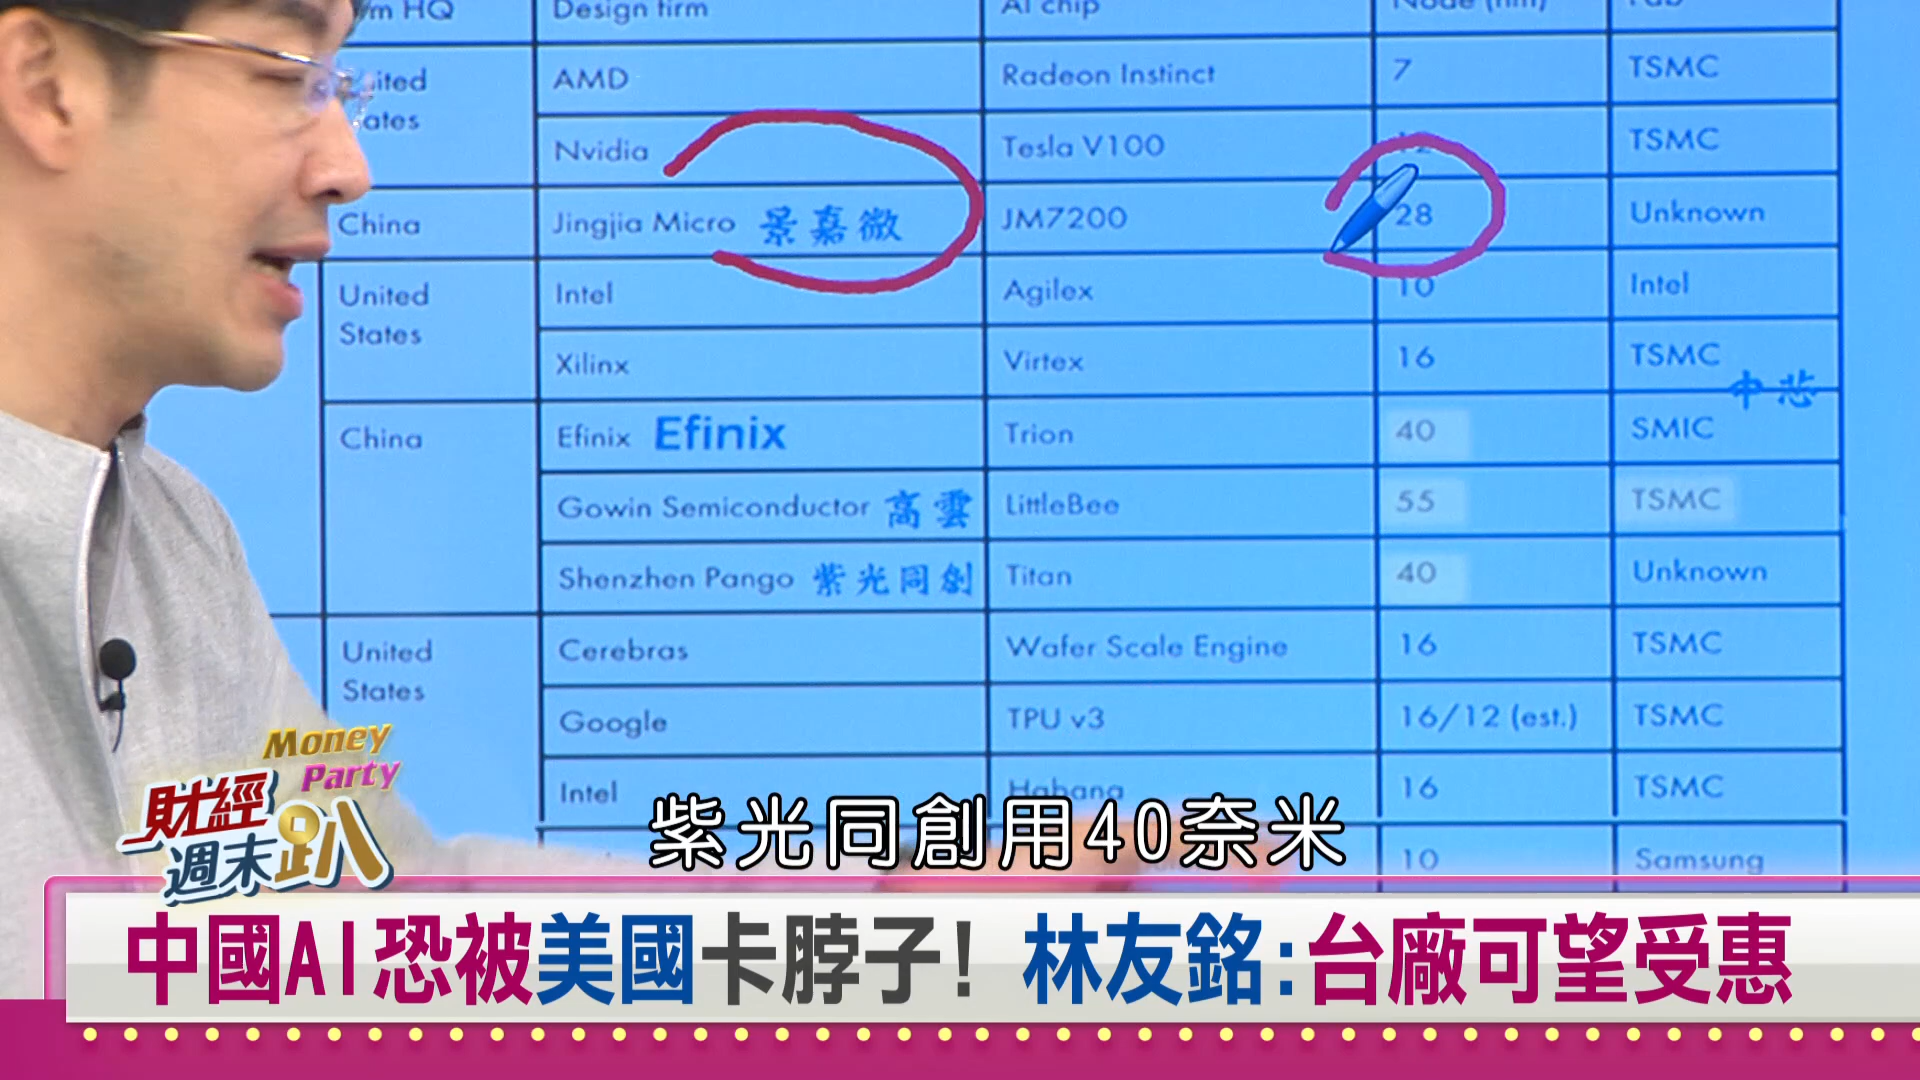 HQ Design firm AI chip Node (nm) Fab
United States AMD Radeon Instinct 7 TSMC
Nvidia Tesla V100 12 TSMC
China Jingjia Micro 景嘉微 JM7200 28 Unknown
United States Intel Agilex 10 Intel
Xilinx Virtex 16 TSMC
中芯
China Efinix Efinix Trion 40 SMIC
Gowin Semiconductor 高雲 LittleBee 55 TSMC
Shenzhen Pango 紫光同創 Titan 40 Unknown
United States Cerebras Wafer Scale Engine 16 TSMC
Google TPU v3 16/12 (est.) TSMC
Intel Habana 16 TSMC
10 Samsung
紫光同創用40奈米
Money Party
財經週末趴
中國AI恐被美國卡脖子! 林友銘:台廠可望受惠